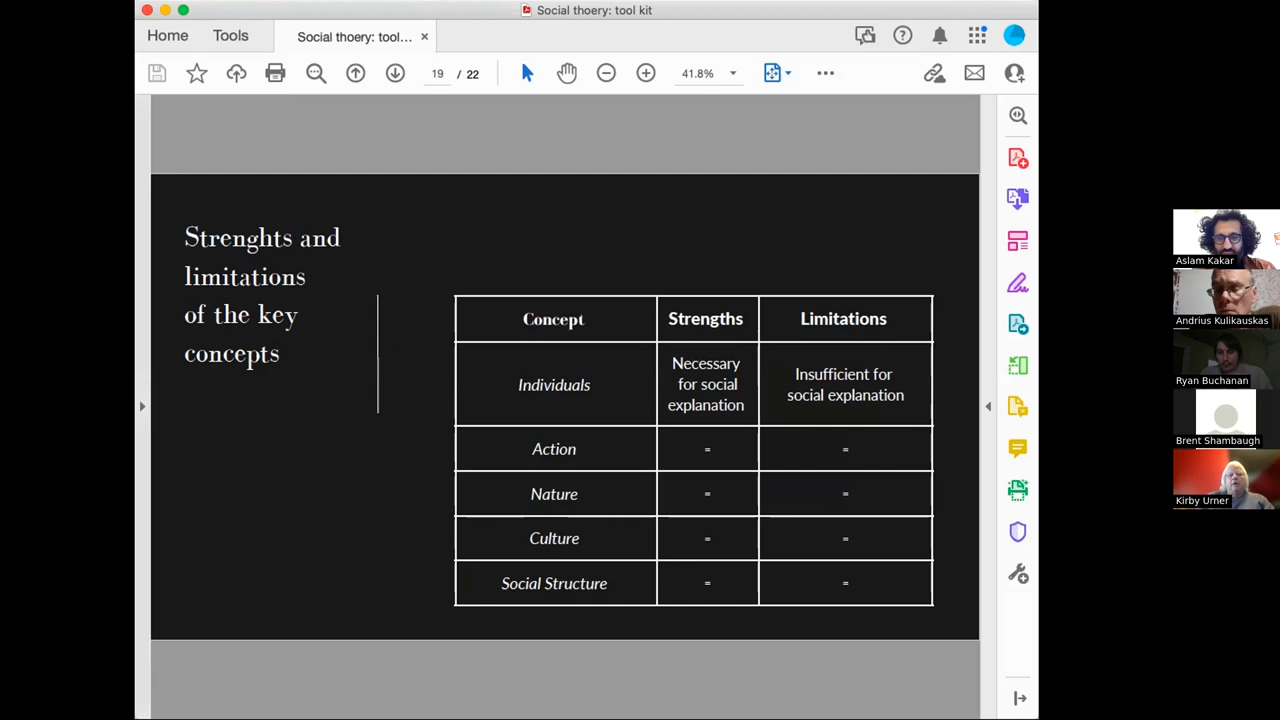 Social thoery: tool kit
Home
Tools
Social thoery: tool...
19 / 22
41.8%
Strenghts and
limitations
of the key
concepts
Concept
Strengths
Limitations
Individuals
Necessary
for social
explanation
Insufficient for
social explanation
Action
=
=
Nature
=
=
Culture
=
=
Social Structure
=
=
Aslam Kakar
Andrius Kulikauskas
Ryan Buchanan
Brent Shambaugh
Kirby Urner